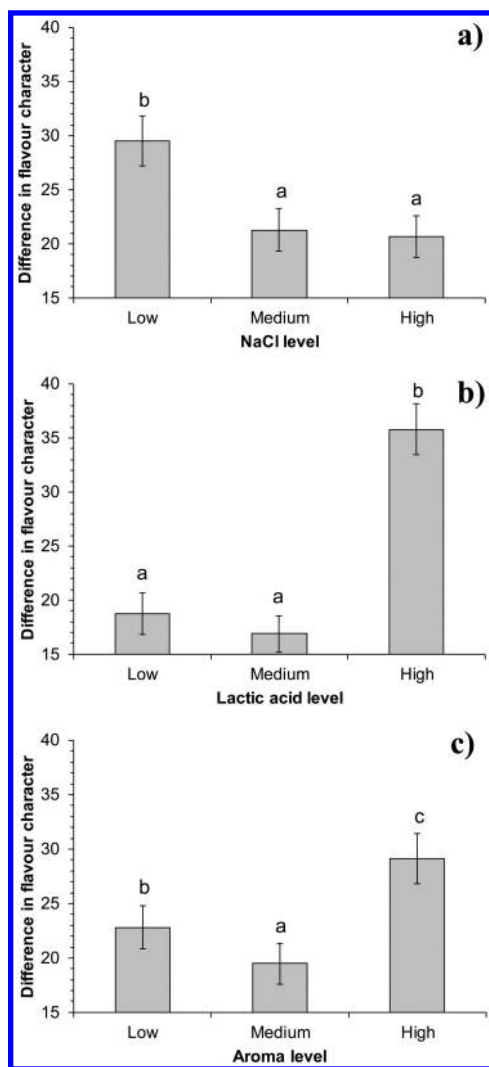 a)
40
35
30
25
20
15
Difference in flavour character
b
a
a
Low Medium High
NaCl level
b)
40
35
30
25
20
15
Difference in flavour character
a
a
b
Low Medium High
Lactic acid level
c)
40
35
30
25
20
15
Difference in flavour character
b
a
c
Low Medium High
Aroma level